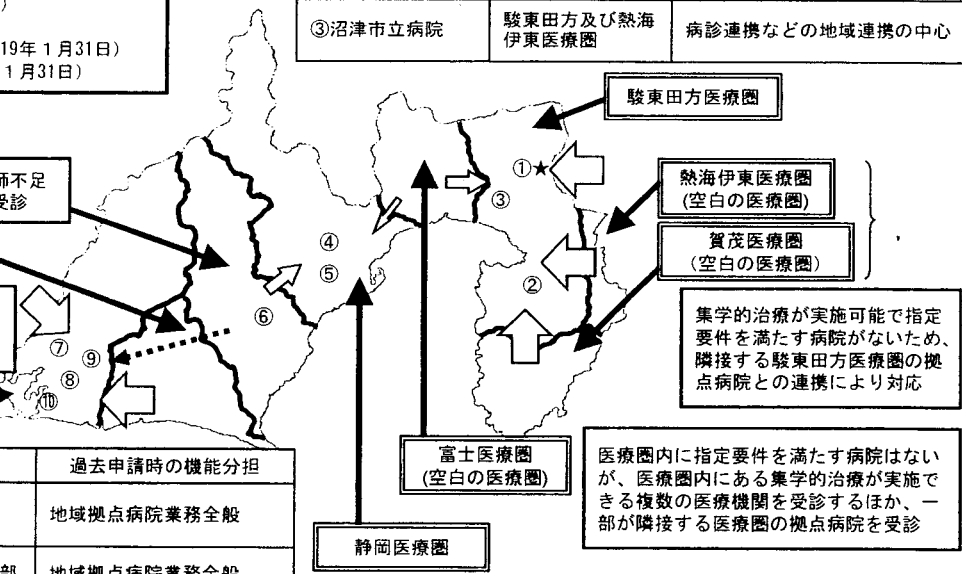 )
19年1月31日)
1月31日)
③沼津市立病院
駿東田方及び熱海
伊東医療圏
病診連携などの地域連携の中心
駿東田方医療圏
師不足
受診
①★
③
熱海伊東医療圏
(空白の医療圏)
賀茂医療圏
(空白の医療圏)
④
⑤
②
⑥
集学的治療が実施可能で指定
要件を満たす病院がないため、
隣接する駿東田方医療圏の拠
点病院との連携により対応
⑦
⑨
⑧
⑩
過去申請時の機能分担
地域拠点病院業務全般
富士医療圏
(空白の医療圏)
医療圏内に指定要件を満たす病院はない
が、医療圏内にある集学的治療が実施で
きる複数の医療機関を受診するほか、一
部が隣接する医療圏の拠点病院を受診
静岡医療圏
部
地域拠点病院業務全般